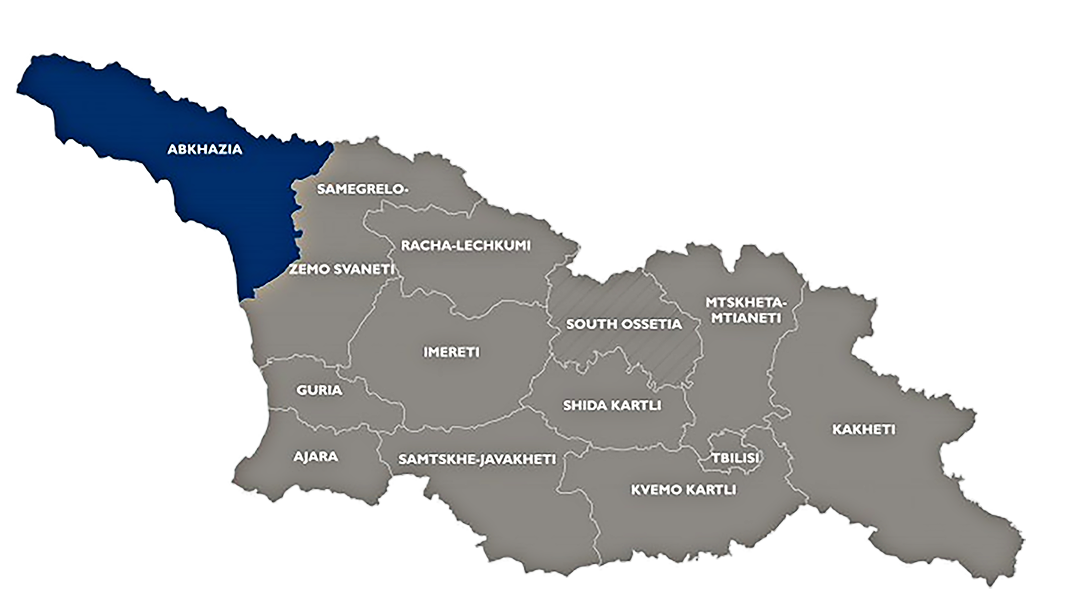 ABKHAZIA
SAMEGRELO-
ZEMO SVANETI
RACHA-LECHKUMI
MTSKHETA-
MTIANETI
SOUTH OSSETIA
IMERETI
GURIA
SHIDA KARTLI
KAKHETI
AJARA
SAMTSKHE-JAVAKHETI
TBILISI
KVEMO KARTLI